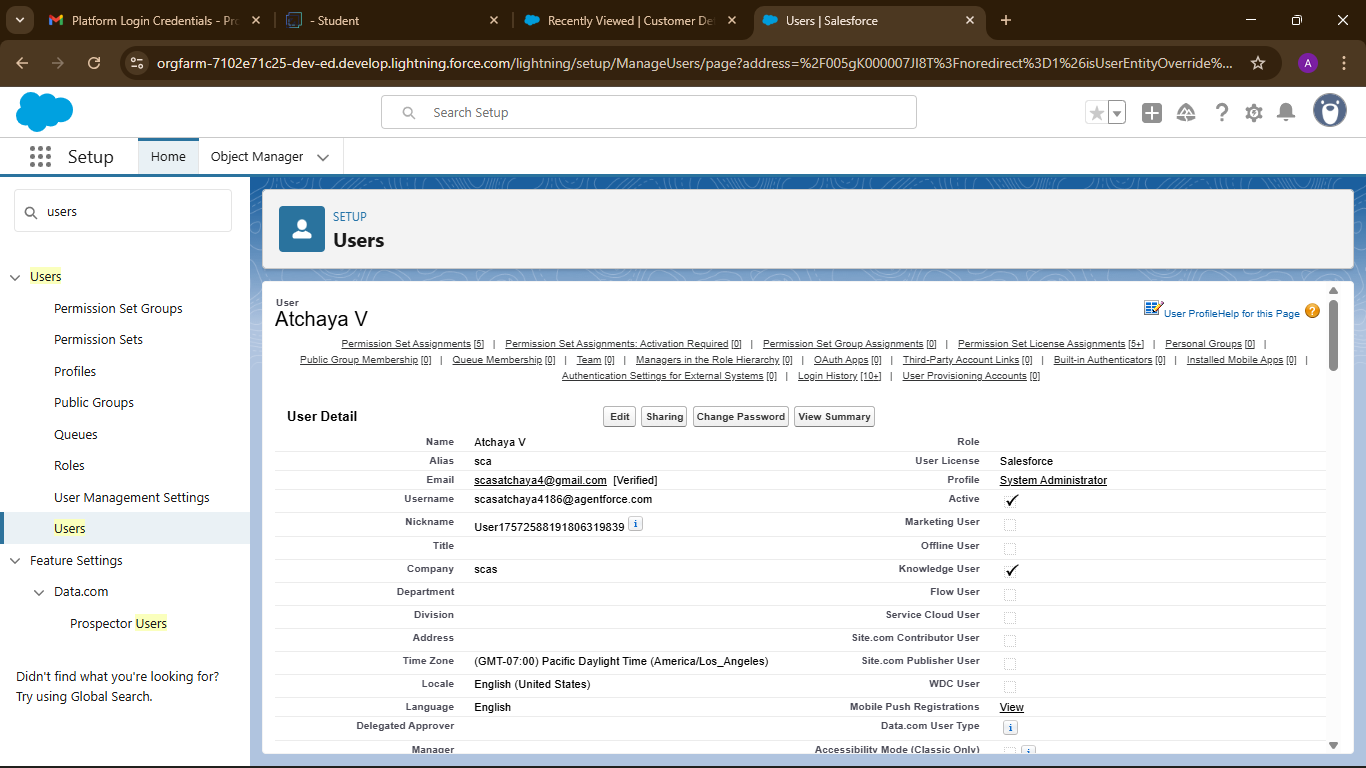 Platform Login Credentials - Pro
- Student
Recently Viewed | Customer De
Users | Salesforce
orgfarm-7102e71c25-dev-ed.develop.lightning.force.com/lightning/setup/ManageUsers/page?address=%2F005gK000007JI8T%3Fnoredirect%3D1%26isUserEntityOverride%...
A
Search Setup
Setup
Home
Object Manager
users
Users
Permission Set Groups
Permission Sets
Profiles
Public Groups
Queues
Roles
User Management Settings
Users
Feature Settings
Data.com
Prospector Users
Didn't find what you're looking for?
Try using Global Search.
SETUP
Users
User
Atchaya V
User Profile Help for this Page ?
Permission Set Assignments [5] | Permission Set Assignments: Activation Required [0] | Permission Set Group Assignments [0] | Permission Set License Assignments [5+] | Personal Groups [0] |
Public Group Membership [0] | Queue Membership [0] | Team [0] | Managers in the Role Hierarchy [0] | OAuth Apps [0] | Third-Party Account Links [0] | Built-in Authenticators [0] | Installed Mobile Apps [0] |
Authentication Settings for External Systems [0] | Login History [10+] | User Provisioning Accounts [0]
User Detail
Edit Sharing Change Password View Summary
Name Atchaya V Role
Alias sca User License Salesforce
Email scasatchaya4@gmail.com [Verified] Profile System Administrator
Username scasatchaya4186@agentforce.com Active
Nickname User17572588191806319839 i Marketing User
Title Offline User
Company scas Knowledge User
Department Flow User
Division Service Cloud User
Address Site.com Contributor User
Time Zone (GMT-07:00) Pacific Daylight Time (America/Los_Angeles) Site.com Publisher User
Locale English (United States) WDC User
Language English Mobile Push Registrations View
Delegated Approver Data.com User Type i
Manager Accessibility Mode (Classic Only) i